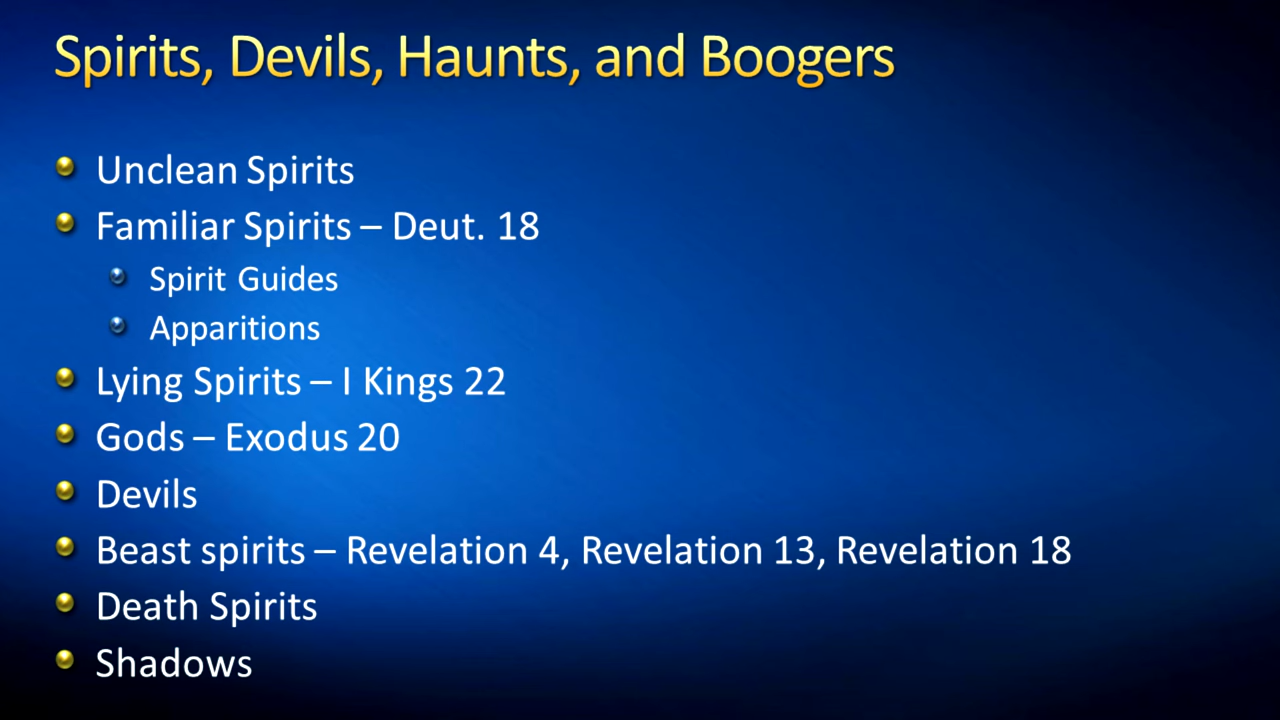 Spirits, Devils, Haunts, and Boogers
Unclean Spirits
Familiar Spirits – Deut. 18
Spirit Guides
Apparitions
Lying Spirits – I Kings 22
Gods – Exodus 20
Devils
Beast spirits – Revelation 4, Revelation 13, Revelation 18
Death Spirits
Shadows